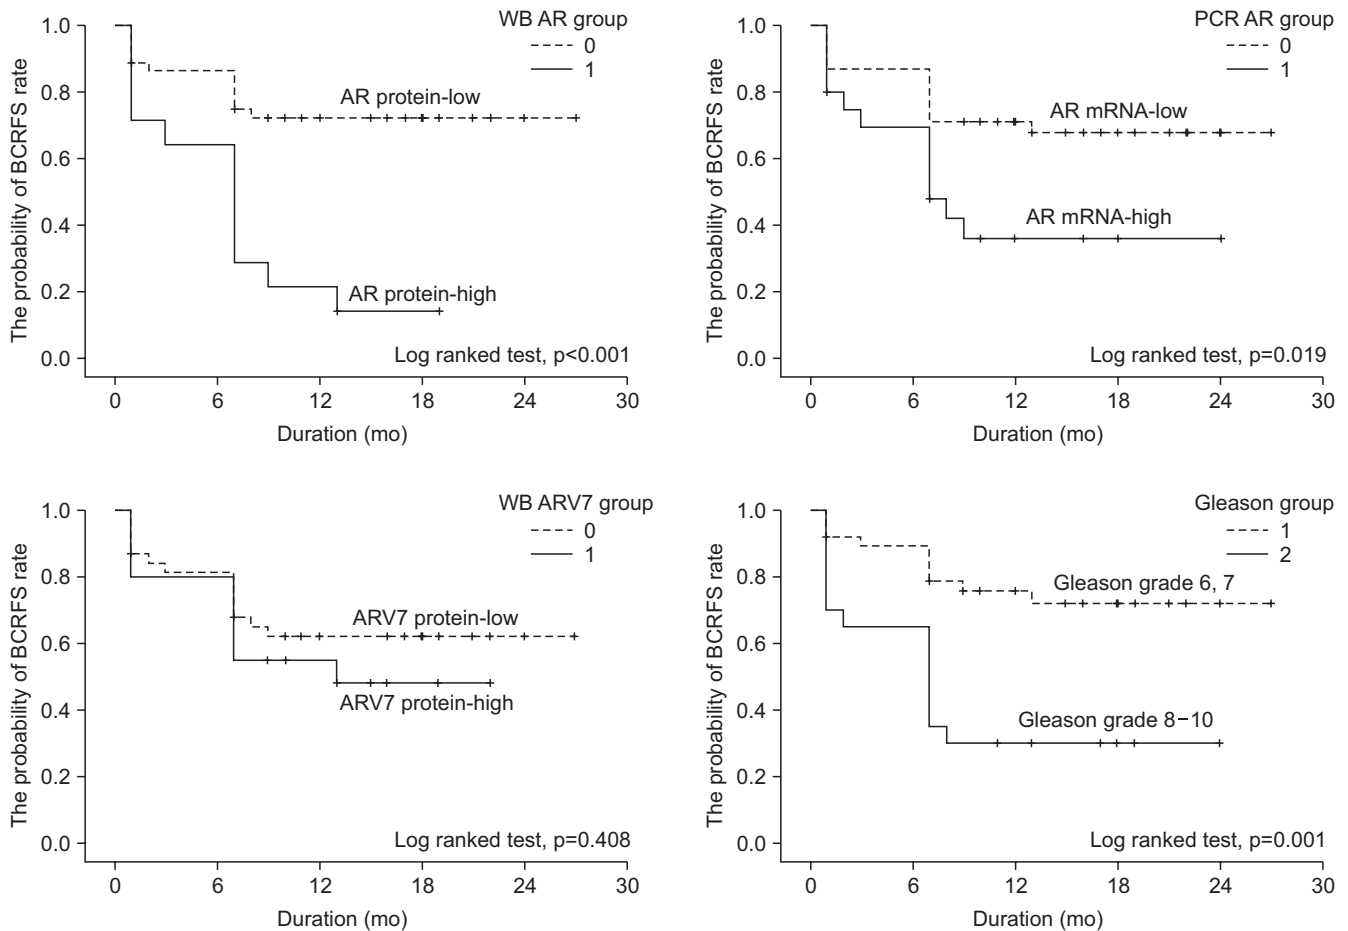 WB AR group
0
1
The probability of BCRFS rate
1.0
0.8
0.6
0.4
0.2
0.0
AR protein-low
AR protein-high
Log ranked test, p<0.001
0 6 12 18 24 30
Duration (mo)
PCR AR group
0
1
The probability of BCRFS rate
1.0
0.8
0.6
0.4
0.2
0.0
AR mRNA-low
AR mRNA-high
Log ranked test, p=0.019
0 6 12 18 24 30
Duration (mo)
WB ARV7 group
0
1
The probability of BCRFS rate
1.0
0.8
0.6
0.4
0.2
0.0
ARV7 protein-low
ARV7 protein-high
Log ranked test, p=0.408
0 6 12 18 24 30
Duration (mo)
Gleason group
1
2
The probability of BCRFS rate
1.0
0.8
0.6
0.4
0.2
0.0
Gleason grade 6, 7
Gleason grade 8−10
Log ranked test, p=0.001
0 6 12 18 24 30
Duration (mo)